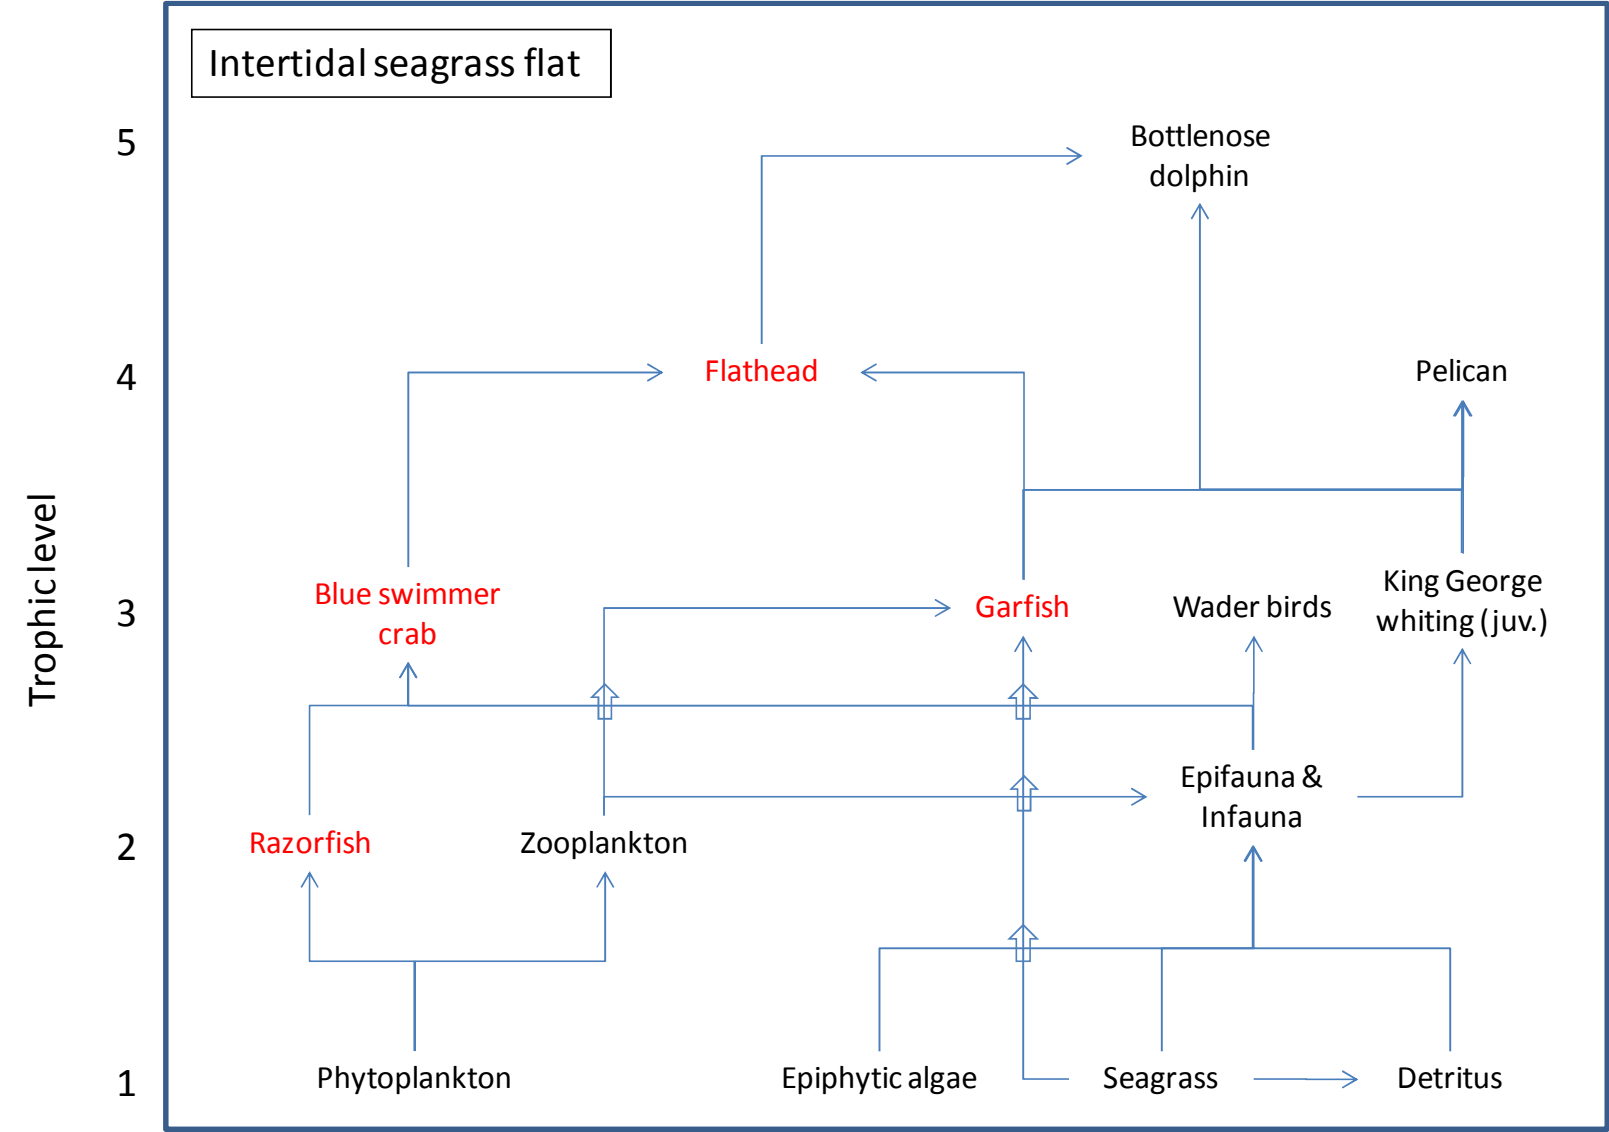 Intertidal seagrass flat
5
Bottlenose
dolphin
4
Flathead
Pelican
Trophic level
3
Blue swimmer
crab
Garfish
Wader birds
King George
whiting (juv.)
2
Razorfish
Zooplankton
Epifauna &
Infauna
1
Phytoplankton
Epiphytic algae
Seagrass
Detritus